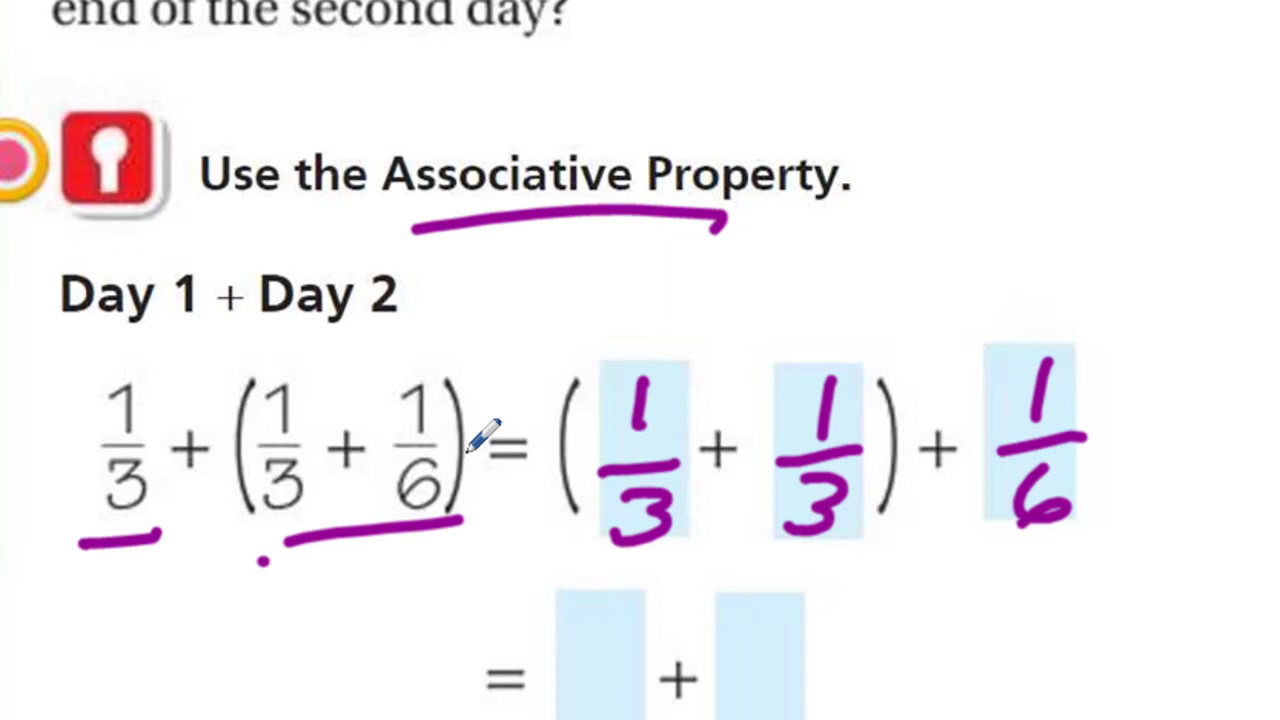 end of the second day?
Use the Associative Property.
Day 1 + Day 2
1/3 + (1/3 + 1/6) = (1/3 + 1/3) + 1/6
= +